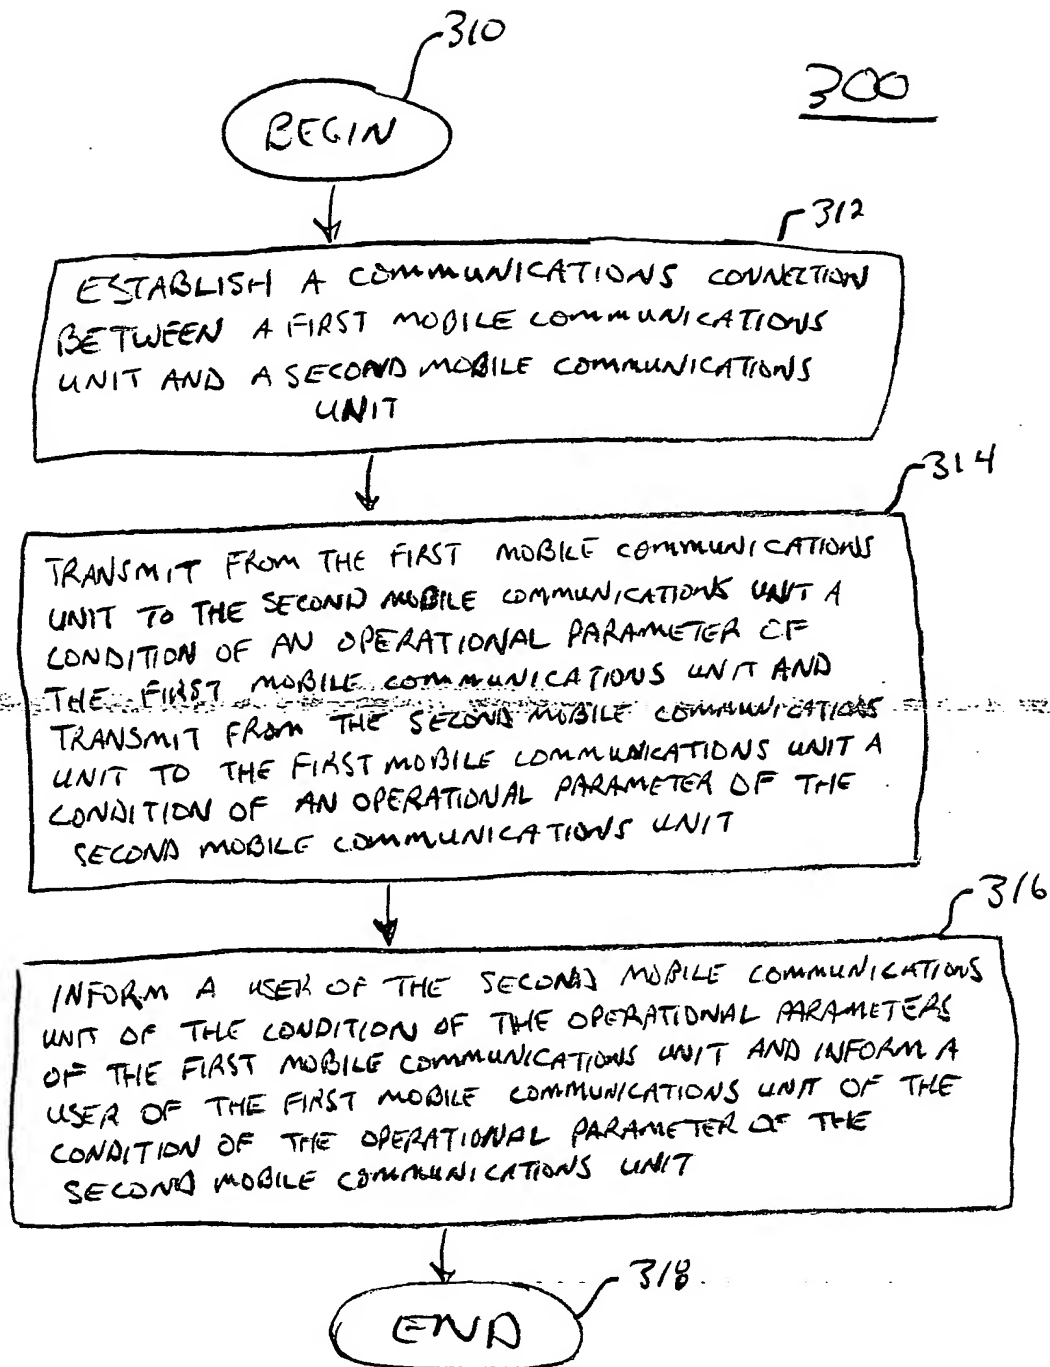 310
300
BEGIN
312
ESTABLISH A COMMUNICATIONS CONNECTION
BETWEEN A FIRST MOBILE COMMUNICATIONS
UNIT AND A SECOND MOBILE COMMUNICATIONS
UNIT
314
TRANSMIT FROM THE FIRST MOBILE COMMUNICATIONS
UNIT TO THE SECOND MOBILE COMMUNICATIONS UNIT A
CONDITION OF AN OPERATIONAL PARAMETER OF
THE FIRST MOBILE COMMUNICATIONS UNIT AND
TRANSMIT FROM THE SECOND MOBILE COMMUNICATIONS
UNIT TO THE FIRST MOBILE COMMUNICATIONS UNIT A
CONDITION OF AN OPERATIONAL PARAMETER OF THE
SECOND MOBILE COMMUNICATIONS UNIT
316
INFORM A USER OF THE SECOND MOBILE COMMUNICATIONS
UNIT OF THE CONDITION OF THE OPERATIONAL PARAMETERS
OF THE FIRST MOBILE COMMUNICATIONS UNIT AND INFORM A
USER OF THE FIRST MOBILE COMMUNICATIONS UNIT OF THE
CONDITION OF THE OPERATIONAL PARAMETER OF THE
SECOND MOBILE COMMUNICATIONS UNIT
318
END